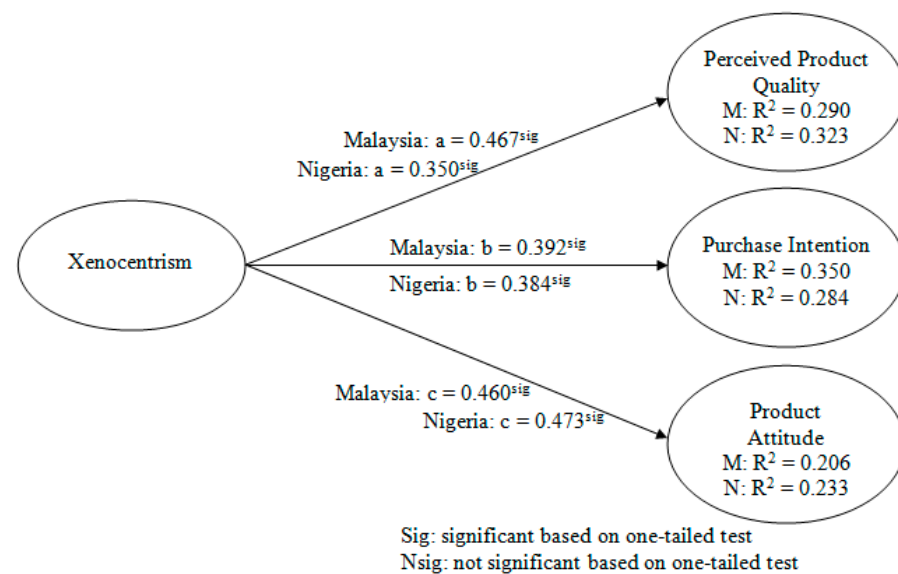 Perceived Product
Quality
M: R² = 0.290
N: R² = 0.323
Malaysia: a = 0.467ˢⁱᵍ
Nigeria: a = 0.350ˢⁱᵍ
Xenocentrism
Malaysia: b = 0.392ˢⁱᵍ
Nigeria: b = 0.384ˢⁱᵍ
Purchase Intention
M: R² = 0.350
N: R² = 0.284
Malaysia: c = 0.460ˢⁱᵍ
Nigeria: c = 0.473ˢⁱᵍ
Product
Attitude
M: R² = 0.206
N: R² = 0.233
Sig: significant based on one-tailed test
Nsig: not significant based on one-tailed test